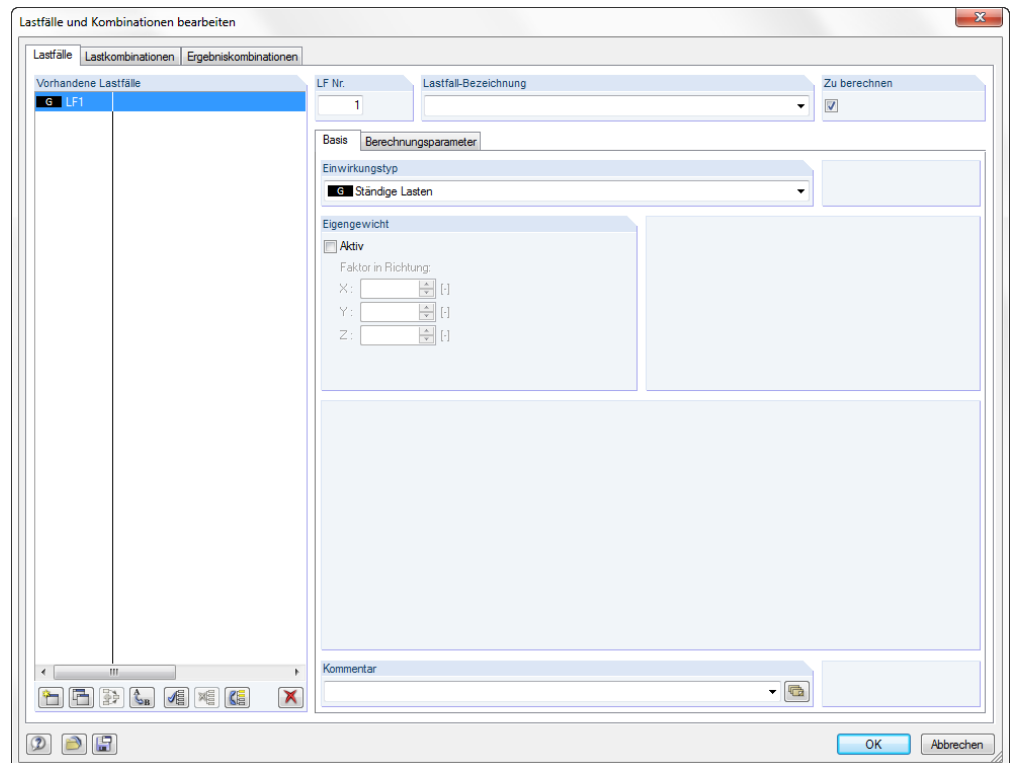 Lastfälle und Kombinationen bearbeiten
Lastfälle Lastkombinationen Ergebniskombinationen
Vorhandene Lastfälle
G LF1
LF Nr.
1
Lastfall-Bezeichnung
Zu berechnen
Basis Berechnungsparameter
Einwirkungstyp
G Ständige Lasten
Eigengewicht
Aktiv
Faktor in Richtung:
X: [-]
Y: [-]
Z: [-]
Kommentar
OK Abbrechen